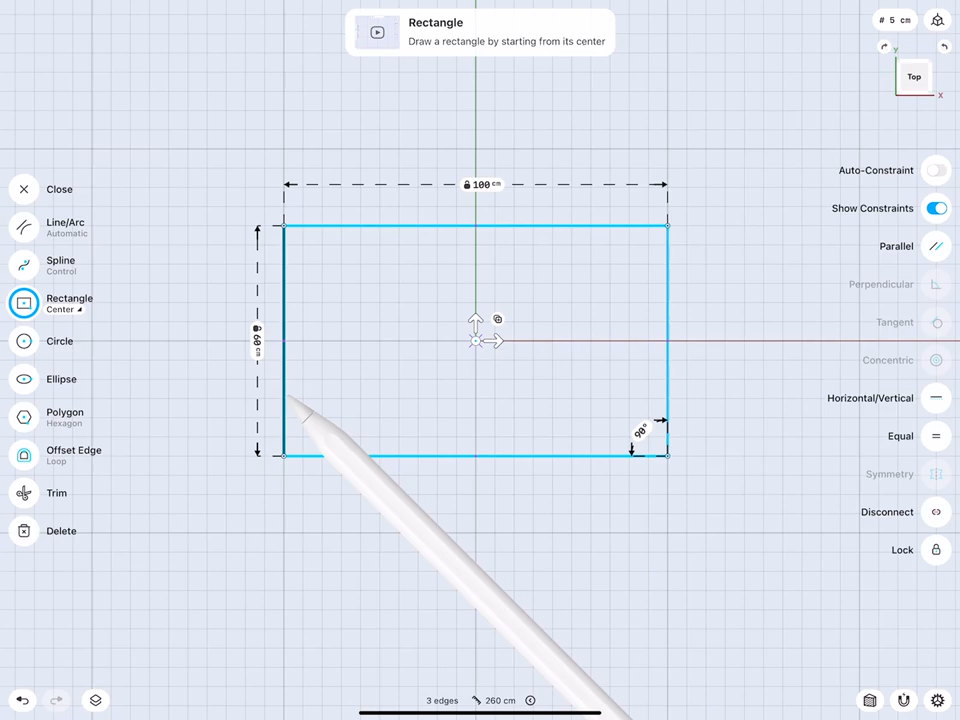 Rectangle
Draw a rectangle by starting from its center
# 5 cm
y
Top
x
Close
Line/Arc
Automatic
Spline
Control
Rectangle
Center
Circle
Ellipse
Polygon
Hexagon
Offset Edge
Loop
Trim
Delete
100 cm
60 cm
90°
Auto-Constraint
Show Constraints
Parallel
Perpendicular
Tangent
Concentric
Horizontal/Vertical
Equal
Symmetry
Disconnect
Lock
3 edges 260 cm